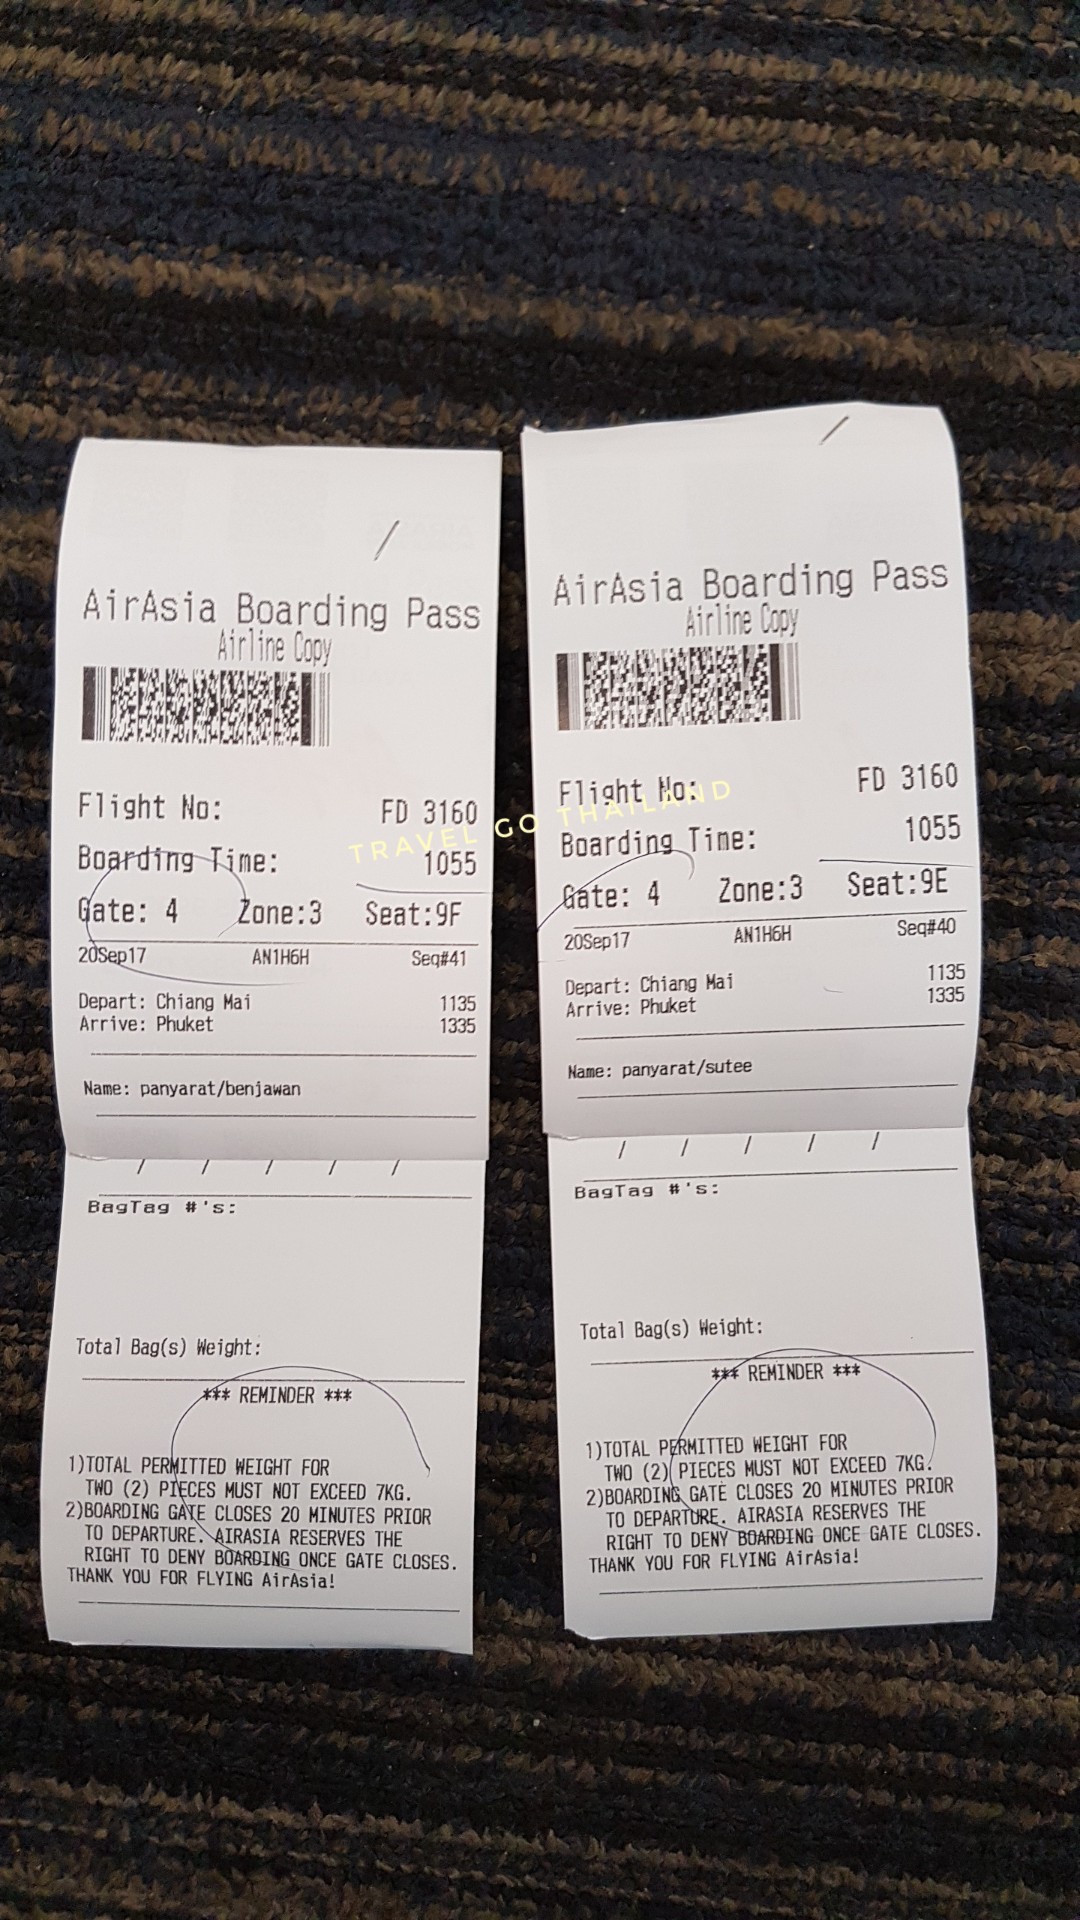 AirAsia Boarding Pass
Airline Copy
Flight No: FD 3160
Boarding Time: 1055
Gate: 4 Zone:3 Seat:9F
20Sep17 AN1H6H Seq#41
Depart: Chiang Mai 1135
Arrive: Phuket 1335
Name: panyarat/benjawan
/ / / / /
BagTag #'s:
Total Bag(s) Weight:
*** REMINDER ***
1)TOTAL PERMITTED WEIGHT FOR
TWO (2) PIECES MUST NOT EXCEED 7KG.
2)BOARDING GATE CLOSES 20 MINUTES PRIOR
TO DEPARTURE. AIRASIA RESERVES THE
RIGHT TO DENY BOARDING ONCE GATE CLOSES.
THANK YOU FOR FLYING AirAsia!
AirAsia Boarding Pass
Airline Copy
Flight No: FD 3160
Boarding Time: 1055
Gate: 4 Zone:3 Seat:9E
20Sep17 AN1H6H Seq#40
Depart: Chiang Mai 1135
Arrive: Phuket 1335
Name: panyarat/sutee
/ / / / /
BagTag #'s:
Total Bag(s) Weight:
*** REMINDER ***
1)TOTAL PERMITTED WEIGHT FOR
TWO (2) PIECES MUST NOT EXCEED 7KG.
2)BOARDING GATE CLOSES 20 MINUTES PRIOR
TO DEPARTURE. AIRASIA RESERVES THE
RIGHT TO DENY BOARDING ONCE GATE CLOSES.
THANK YOU FOR FLYING AirAsia!
TRAVEL GO THAILAND